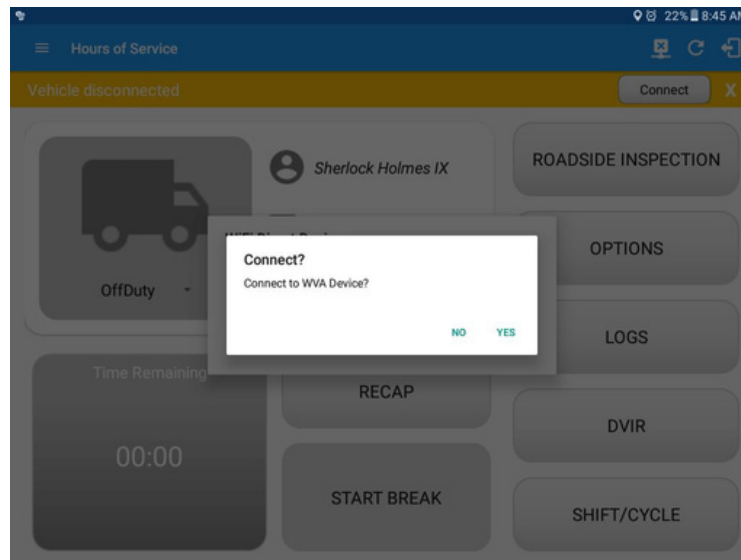 22% 8:45 AM
Hours of Service
Vehicle disconnected
Connect
X
Sherlock Holmes IX
ROADSIDE INSPECTION
OffDuty
Connect?
Connect to WVA Device?
NO YES
OPTIONS
LOGS
Time Remaining
00:00
RECAP
START BREAK
DVIR
SHIFT/CYCLE